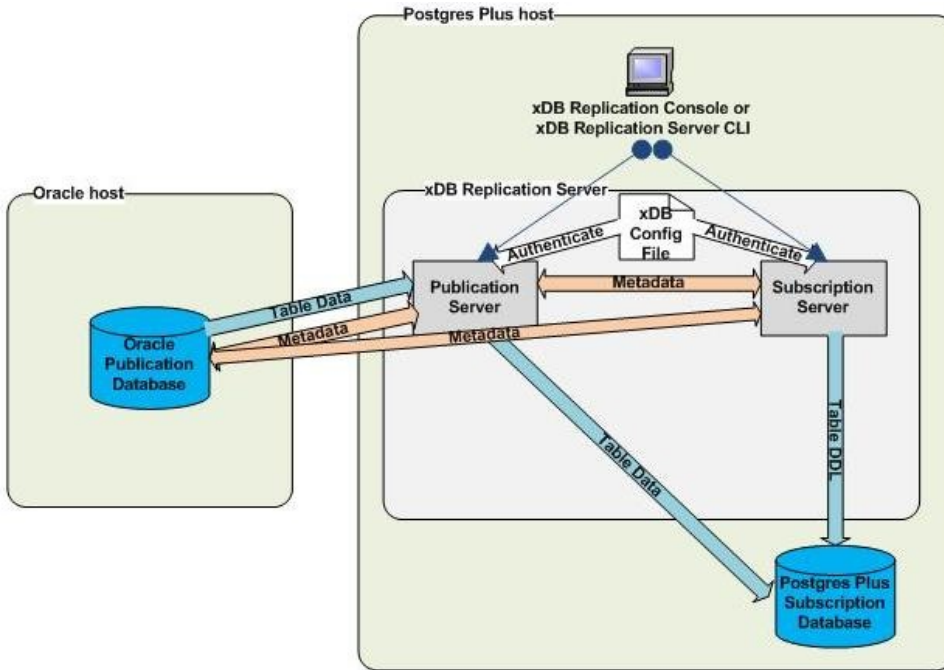 Postgres Plus host
xDB Replication Console or
xDB Replication Server CLI
Oracle host
xDB Replication Server
xDB
Config
File
Authenticate
Authenticate
Publication
Server
Metadata
Subscription
Server
Table Data
Metadata
Metadata
Oracle
Publication
Database
Table Data
Table DDL
Postgres Plus
Subscription
Database